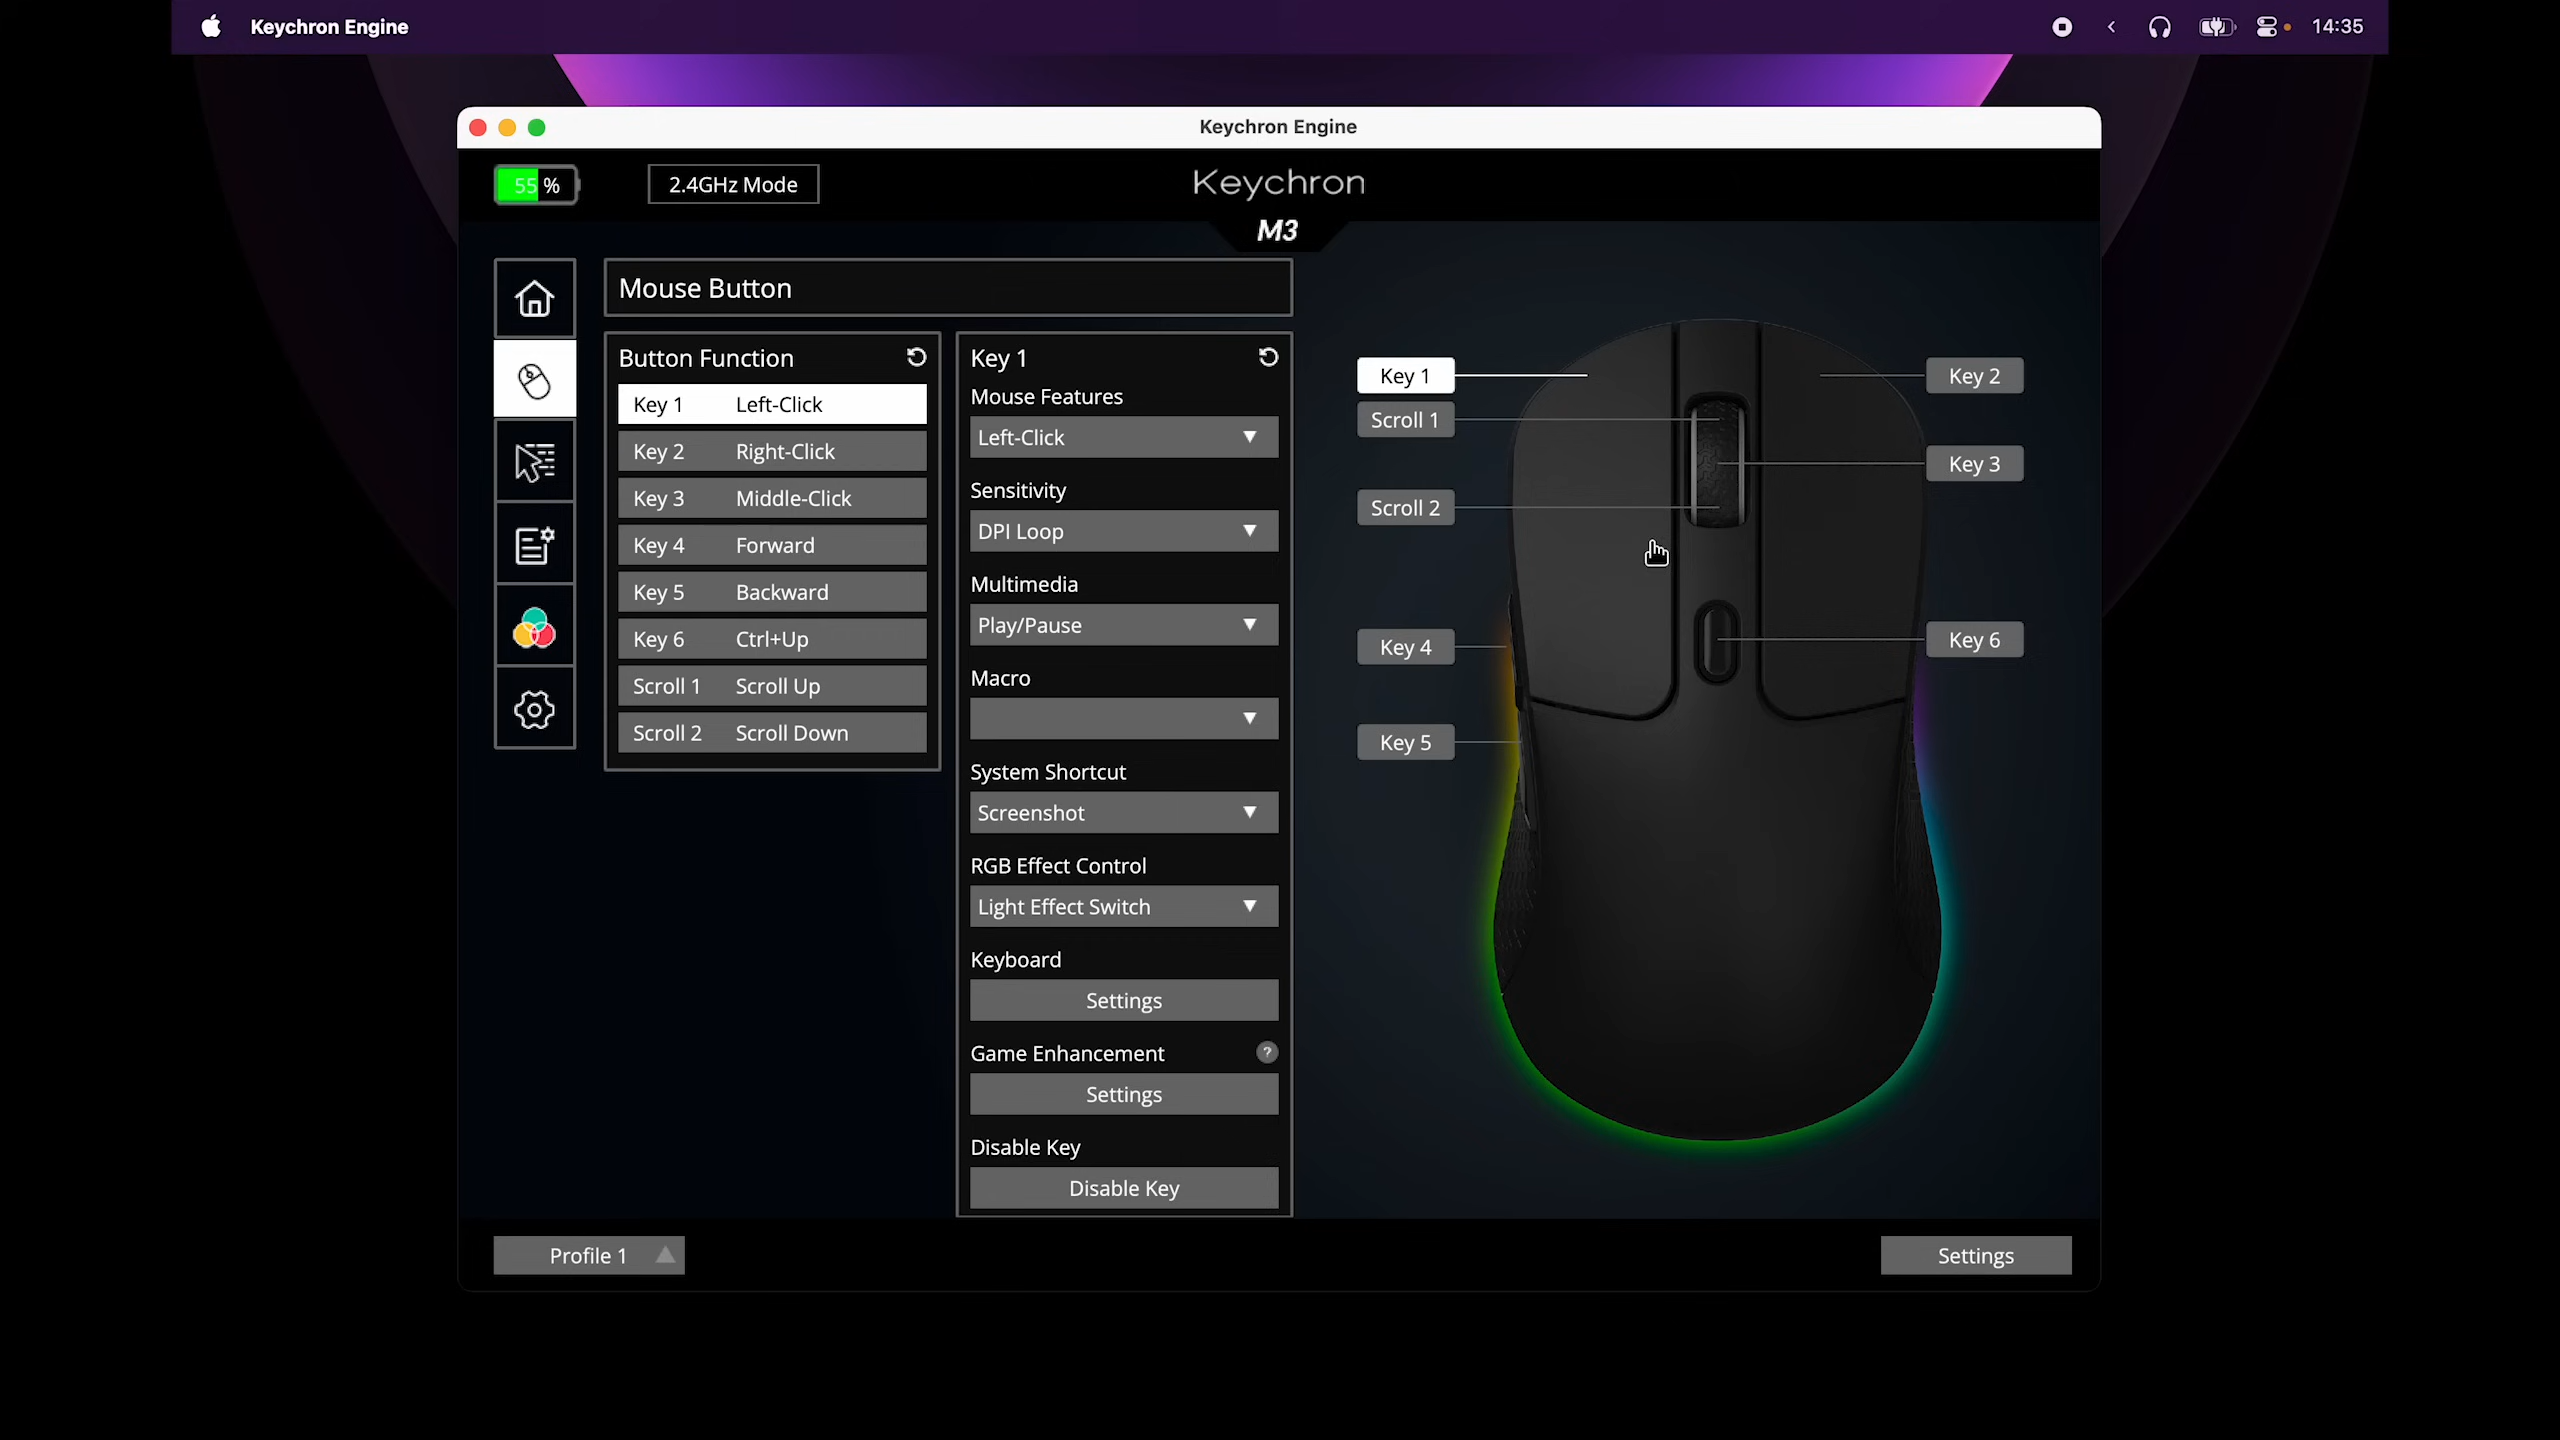 Keychron Engine
14:35
Keychron Engine
55 %
2.4GHz Mode
Keychron
M3
Mouse Button
Button Function
Key 1 Left-Click
Key 2 Right-Click
Key 3 Middle-Click
Key 4 Forward
Key 5 Backward
Key 6 Ctrl+Up
Scroll 1 Scroll Up
Scroll 2 Scroll Down
Key 1
Mouse Features
Left-Click
Sensitivity
DPI Loop
Multimedia
Play/Pause
Macro
System Shortcut
Screenshot
RGB Effect Control
Light Effect Switch
Keyboard
Settings
Game Enhancement ?
Settings
Disable Key
Disable Key
Key 1
Scroll 1
Scroll 2
Key 4
Key 5
Key 2
Key 3
Key 6
Profile 1
Settings